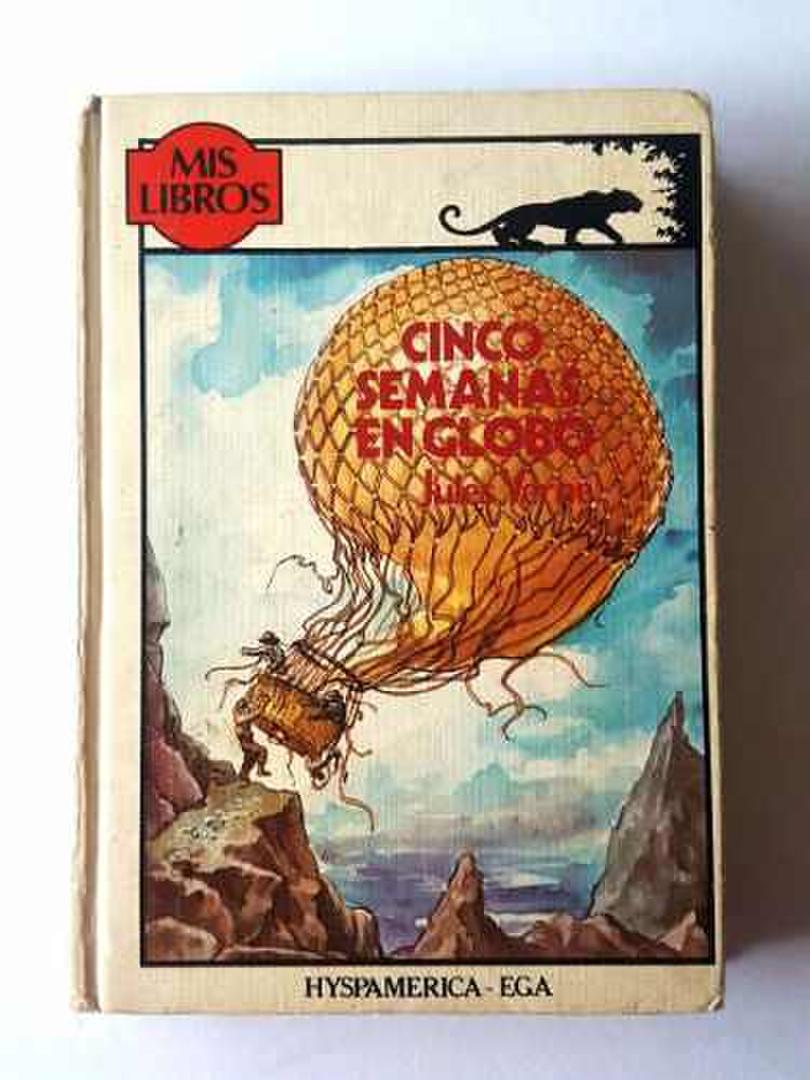 MIS
LIBROS
CINCO
SEMANAS
EN GLOBO
Jules Verne
HYSPAMERICA - EGA